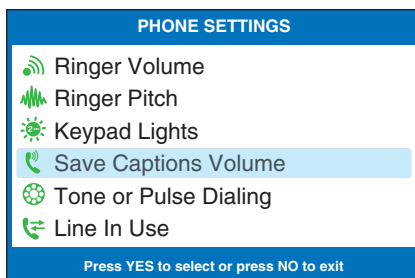 PHONE SETTINGS
Ringer Volume
Ringer Pitch
Keypad Lights
Save Captions Volume
Tone or Pulse Dialing
Line In Use
Press YES to select or press NO to exit